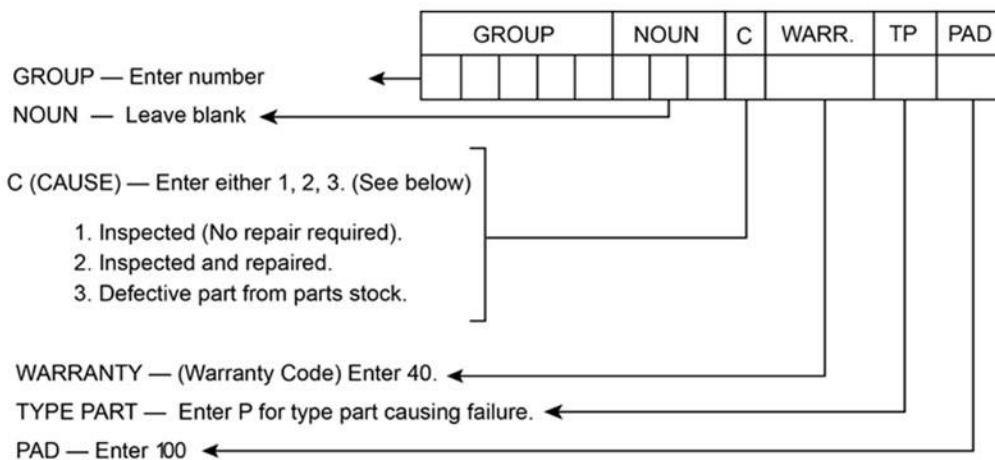 GROUP NOUN C WARR. TP PAD
GROUP — Enter number
NOUN — Leave blank
C (CAUSE) — Enter either 1, 2, 3. (See below)
1. Inspected (No repair required).
2. Inspected and repaired.
3. Defective part from parts stock.
WARRANTY — (Warranty Code) Enter 40.
TYPE PART — Enter P for type part causing failure.
PAD — Enter 100